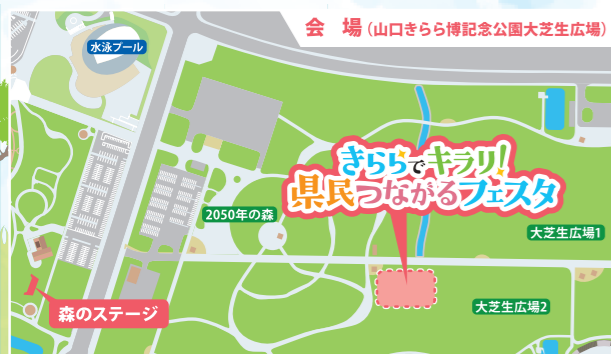 会 場（山口きらら博記念公園大芝生広場）
水泳プール
きららでキラリ!
県民つながるフェスタ
2050年の森
大芝生広場1
大芝生広場2
森のステージ